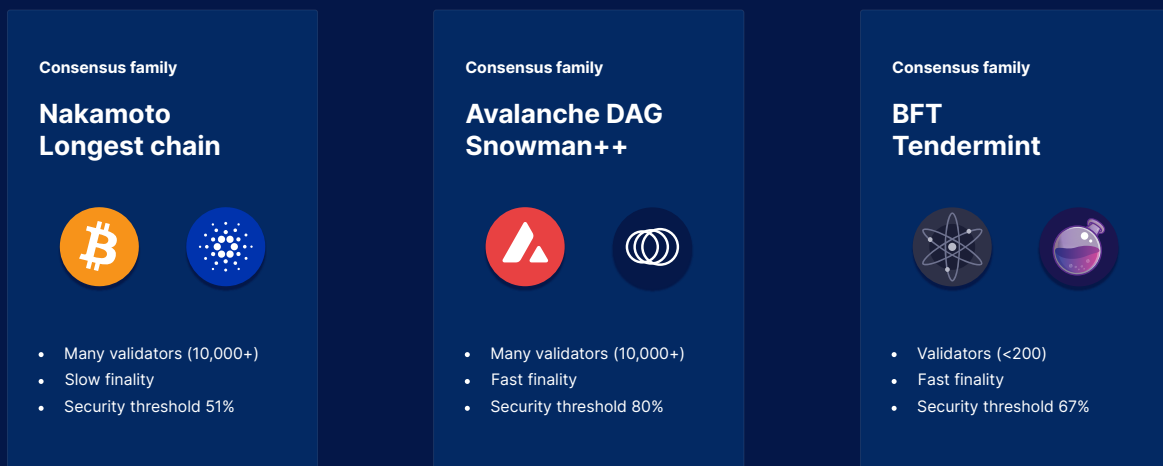 Consensus family
Nakamoto
Longest chain
Many validators (10,000+)
Slow finality
Security threshold 51%
Consensus family
Avalanche DAG
Snowman++
Many validators (10,000+)
Fast finality
Security threshold 80%
Consensus family
BFT
Tendermint
Validators (<200)
Fast finality
Security threshold 67%